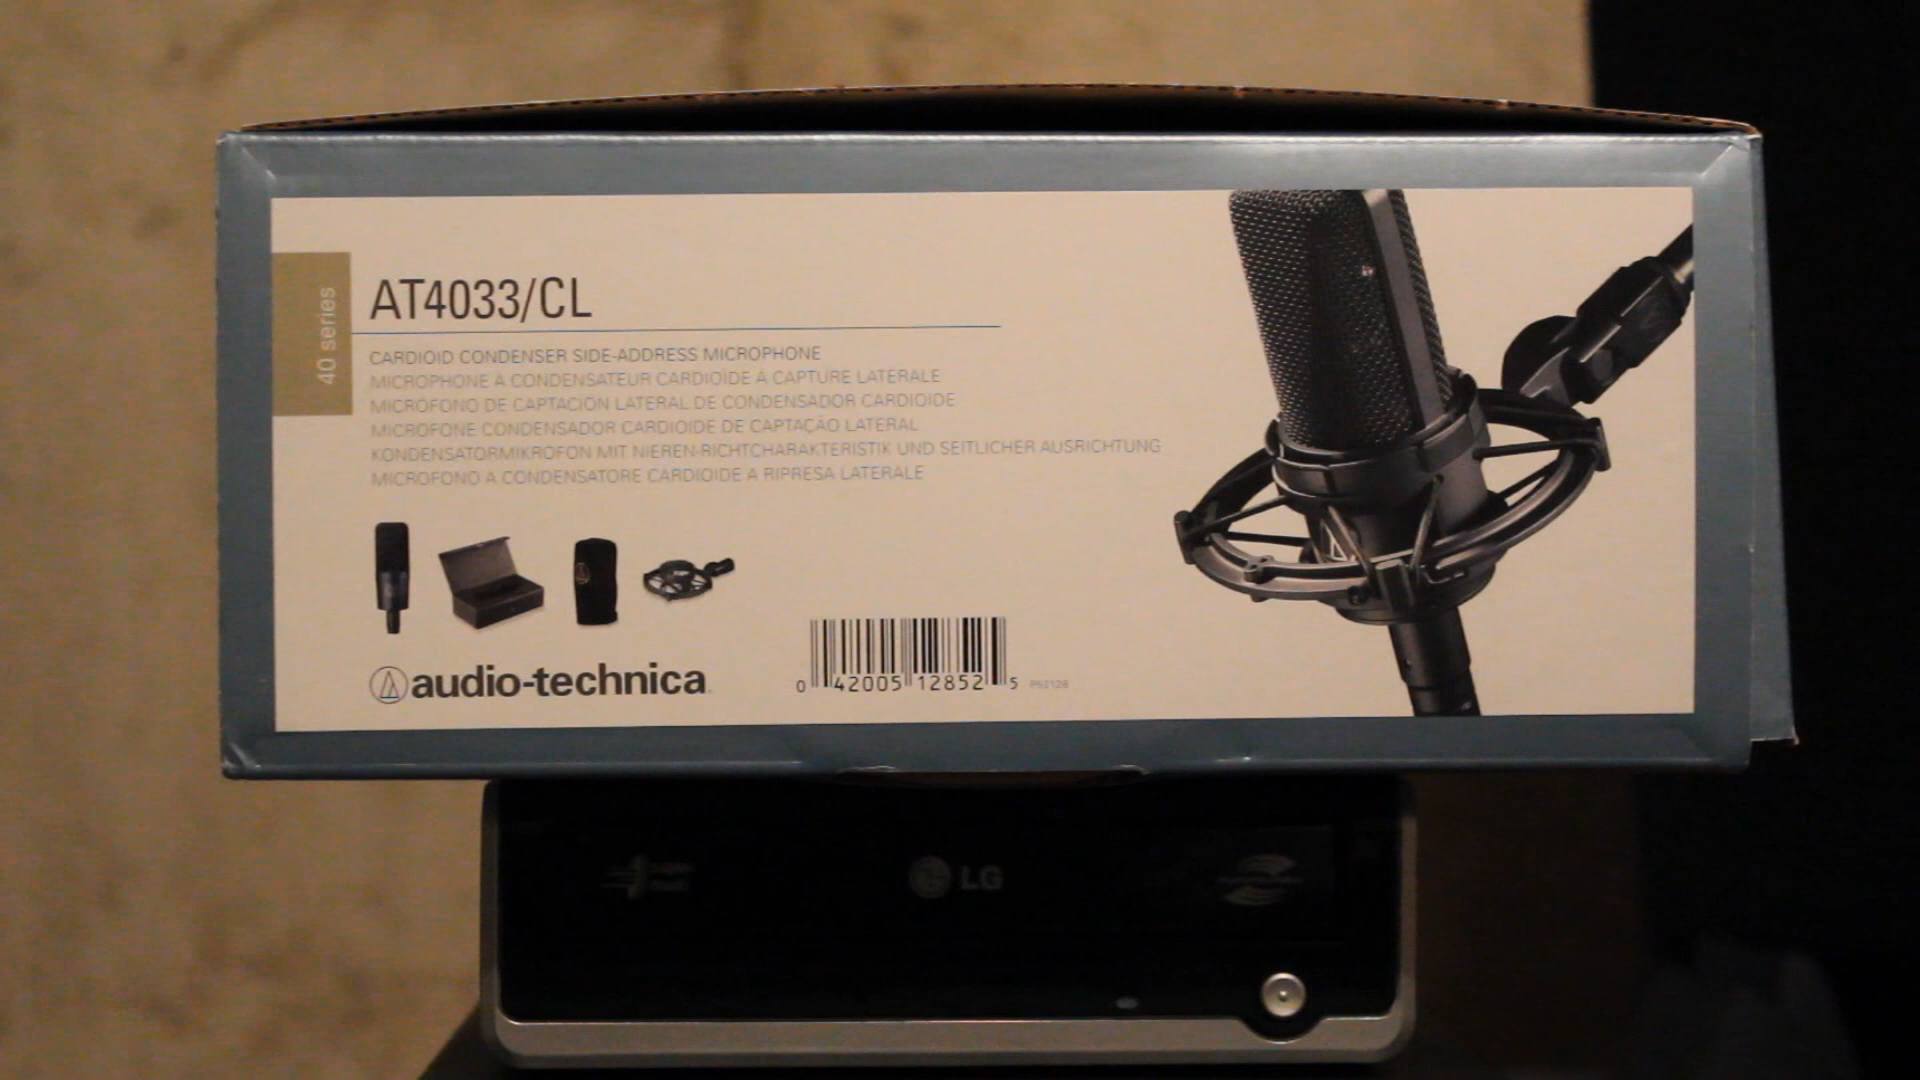 40 series
AT4033/CL
CARDIOID CONDENSER SIDE-ADDRESS MICROPHONE
MICROPHONE À CONDENSATEUR CARDIOÏDE À CAPTURE LATÉRALE
MICRÓFONO DE CAPTACIÓN LATERAL DE CONDENSADOR CARDIOIDE
MICROFONE CONDENSADOR CARDIOIDE DE CAPTAÇÃO LATERAL
KONDENSATORMIKROFON MIT NIEREN-RICHTCHARAKTERISTIK UND SEITLICHER AUSRICHTUNG
MICROFONO A CONDENSATORE CARDIOIDE A RIPRESA LATERALE
audio-technica
0 42005 12852 5
LG